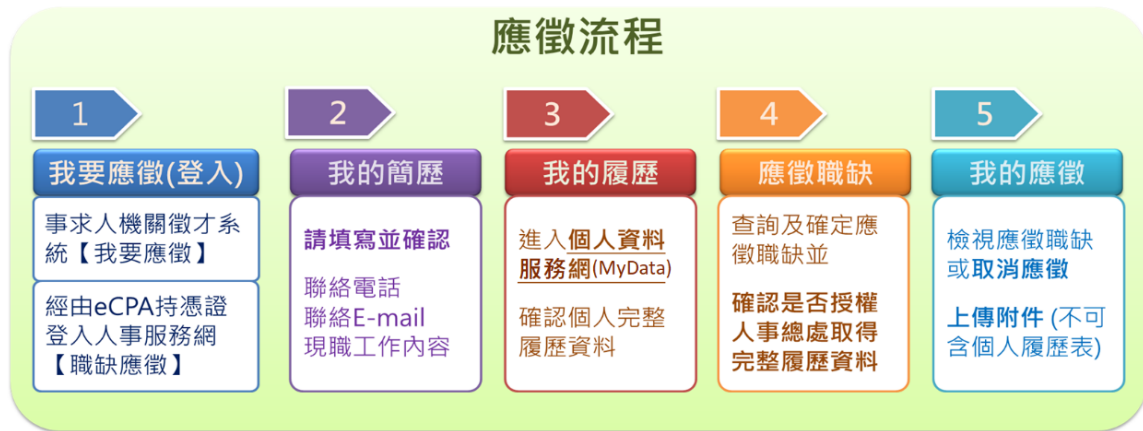 應徵流程
1
我要應徵(登入)
事求人機關徵才系
統【我要應徵】
經由eCPA持憑證
登入人事服務網
【職缺應徵】
2
我的簡歷
請填寫並確認
聯絡電話
聯絡E-mail
現職工作內容
3
我的履歷
進入個人資料
服務網(MyData)
確認個人完整
履歷資料
4
應徵職缺
查詢及確定應
徵職缺並
確認是否授權
人事總處取得
完整履歷資料
5
我的應徵
檢視應徵職缺
或取消應徵
上傳附件 (不可
含個人履歷表)